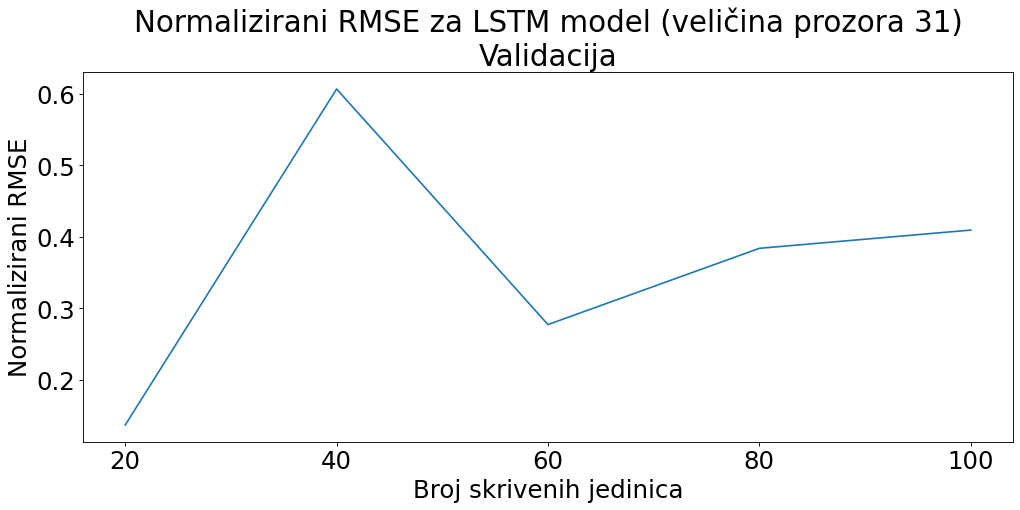 Normalizirani RMSE za LSTM model (veličina prozora 31)
Validacija
Normalizirani RMSE
0.6
0.5
0.4
0.3
0.2
20 40 60 80 100
Broj skrivenih jedinica